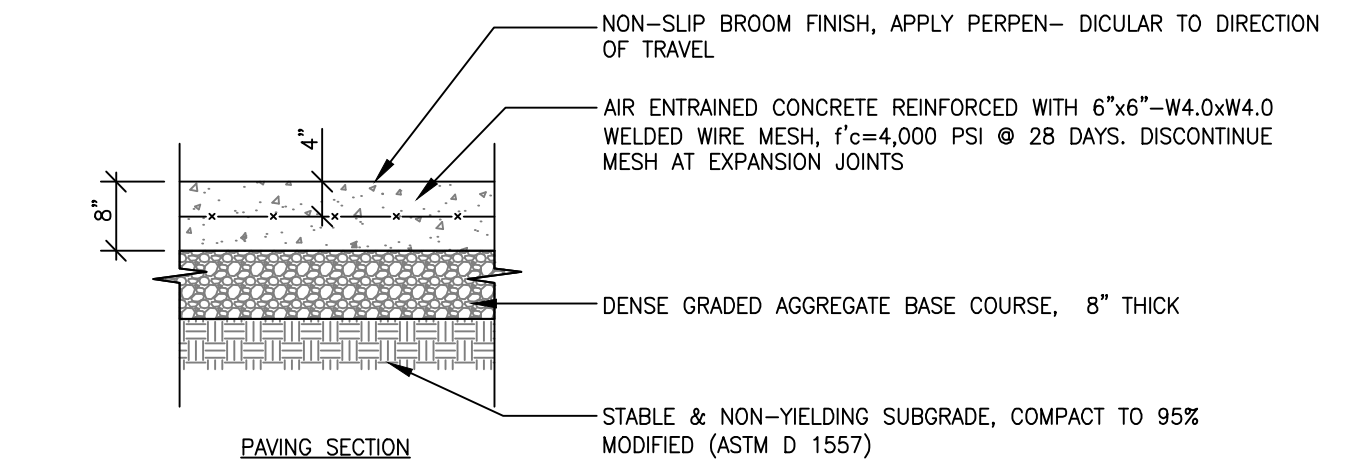 NON-SLIP BROOM FINISH, APPLY PERPEN- DICULAR TO DIRECTION
OF TRAVEL
AIR ENTRAINED CONCRETE REINFORCED WITH 6"x6"-W4.0xW4.0
WELDED WIRE MESH, f'c=4,000 PSI @ 28 DAYS. DISCONTINUE
MESH AT EXPANSION JOINTS
4"
8"
DENSE GRADED AGGREGATE BASE COURSE, 8" THICK
STABLE & NON-YIELDING SUBGRADE, COMPACT TO 95%
MODIFIED (ASTM D 1557)
PAVING SECTION